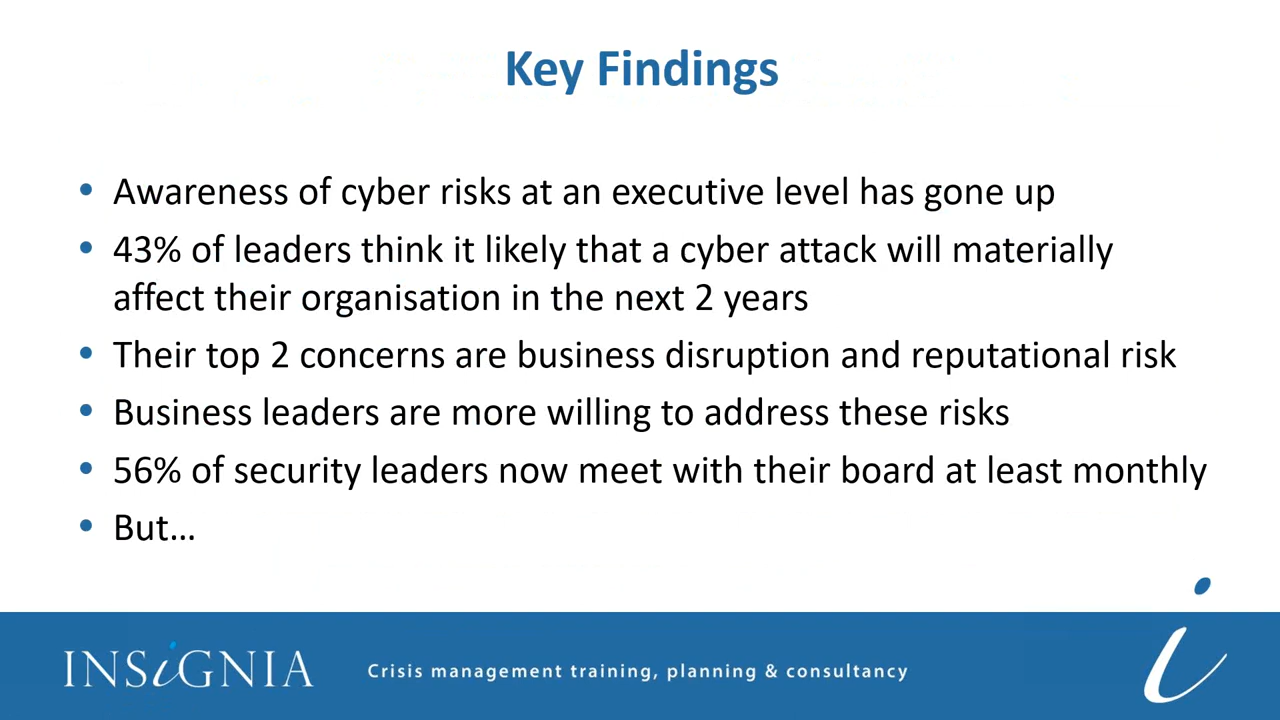 Key Findings
• Awareness of cyber risks at an executive level has gone up
• 43% of leaders think it likely that a cyber attack will materially
affect their organisation in the next 2 years
• Their top 2 concerns are business disruption and reputational risk
• Business leaders are more willing to address these risks
• 56% of security leaders now meet with their board at least monthly
• But…
INSiGNIA
Crisis management training, planning & consultancy
i